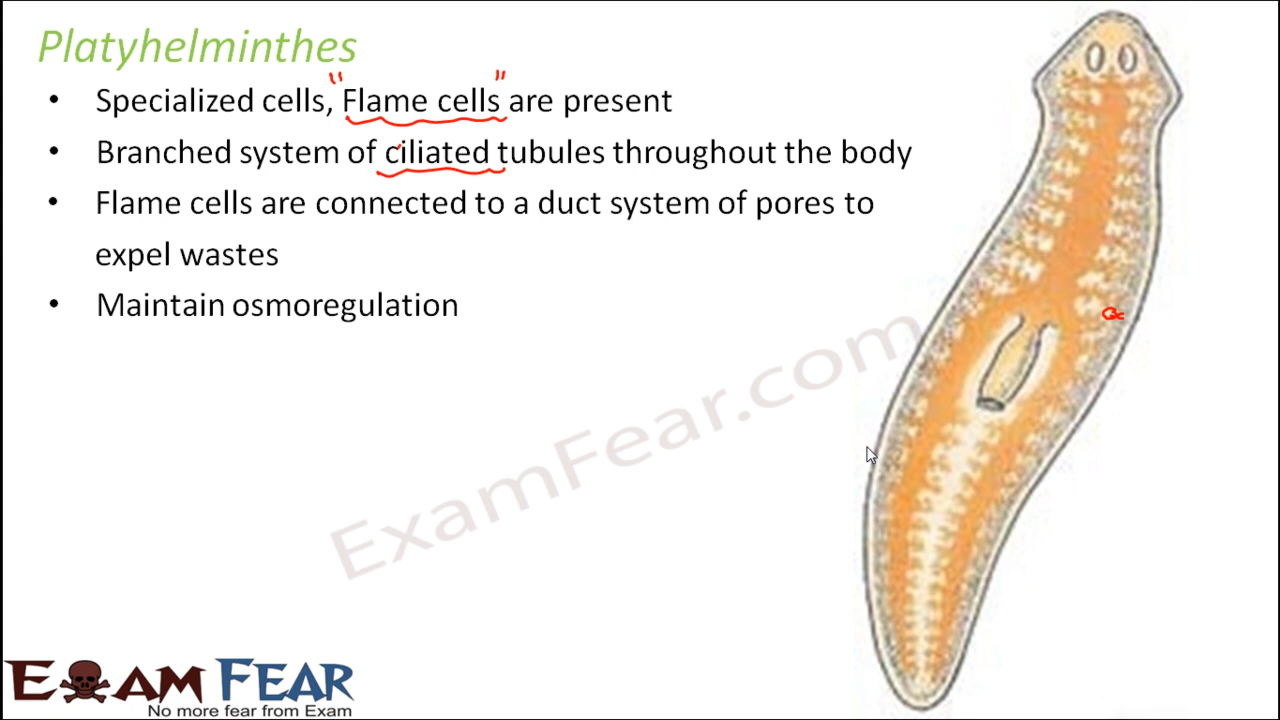 Platyhelminthes
• Specialized cells, "Flame cells" are present
• Branched system of ciliated tubules throughout the body
• Flame cells are connected to a duct system of pores to
expel wastes
• Maintain osmoregulation
ExamFear.com
EXAM FEAR
No more fear from Exam